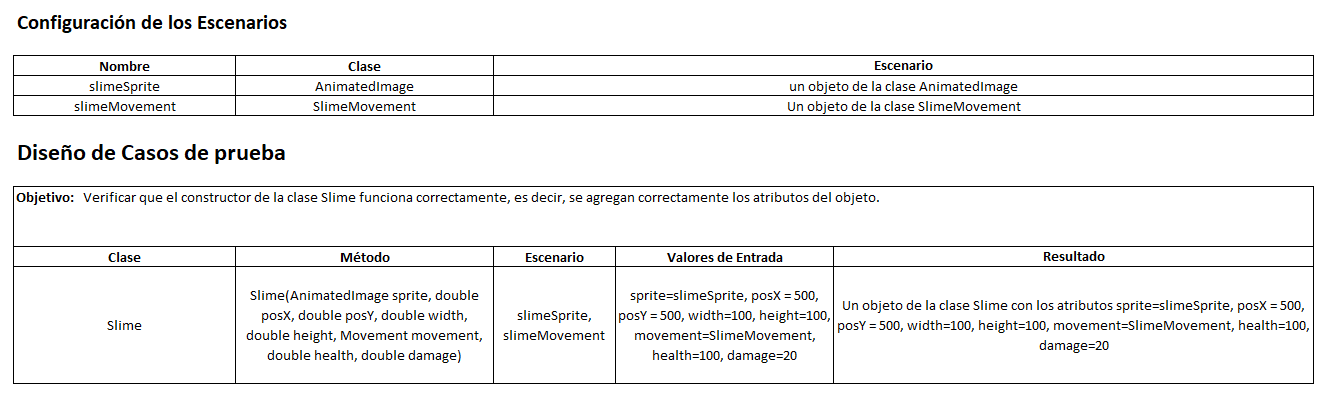 Configuración de los Escenarios
Nombre Clase Escenario
slimeSprite AnimatedImage un objeto de la clase AnimatedImage
slimeMovement SlimeMovement Un objeto de la clase SlimeMovement
Diseño de Casos de prueba
Objetivo: Verificar que el constructor de la clase Slime funciona correctamente, es decir, se agregan correctamente los atributos del objeto.
Clase Método Escenario Valores de Entrada Resultado
Slime
Slime(AnimatedImage sprite, double
posX, double posY, double width,
double height, Movement movement,
double health, double damage)
slimeSprite,
slimeMovement
sprite=slimeSprite, posX = 500,
posY = 500, width=100, height=100,
movement=SlimeMovement,
health=100, damage=20
Un objeto de la clase Slime con los atributos sprite=slimeSprite, posX = 500,
posY = 500, width=100, height=100, movement=SlimeMovement, health=100,
damage=20